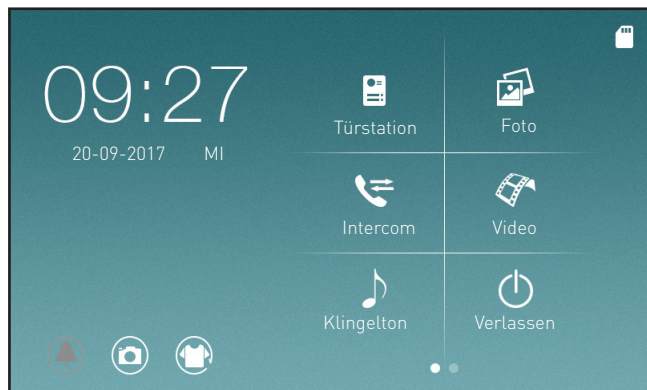 09:27
20-09-2017 MI
Türstation
Foto
Intercom
Video
Klingelton
Verlassen